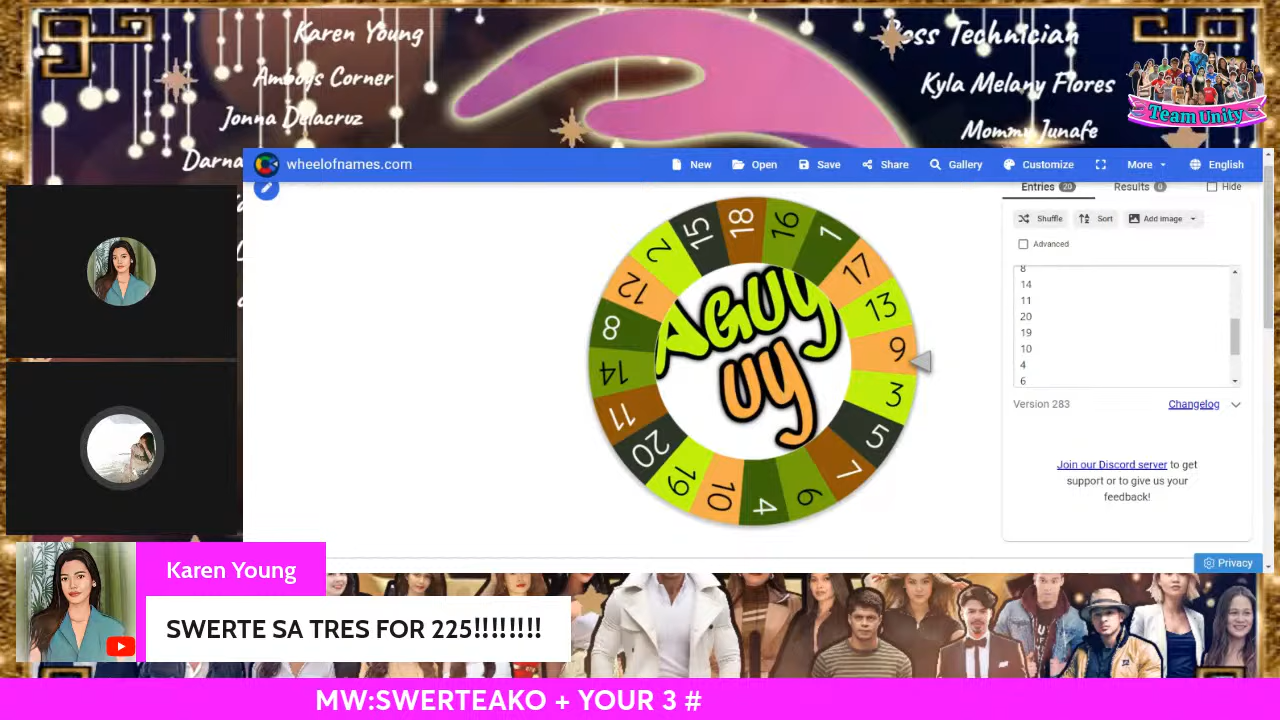 Karen Young
Amboys Corner
Jonna Delacruz
Darna
Boss Technician
Kyla Melany Flores
Mommy Junafe
Team Unity
wheelofnames.com
New
Open
Save
Share
Gallery
Customize
More
English
Entries 20
Results 0
Hide
Shuffle
Sort
Add image
Advanced
8
14
11
20
19
10
4
6
Version 283
Changelog
Join our Discord server to get
support or to give us your
feedback!
Privacy
18
16
1
17
13
9
3
5
7
6
4
10
19
20
11
14
8
12
2
15
AGUY
UY
Karen Young
SWERTE SA TRES FOR 225!!!!!!!!
MW:SWERTEAKO + YOUR 3 #